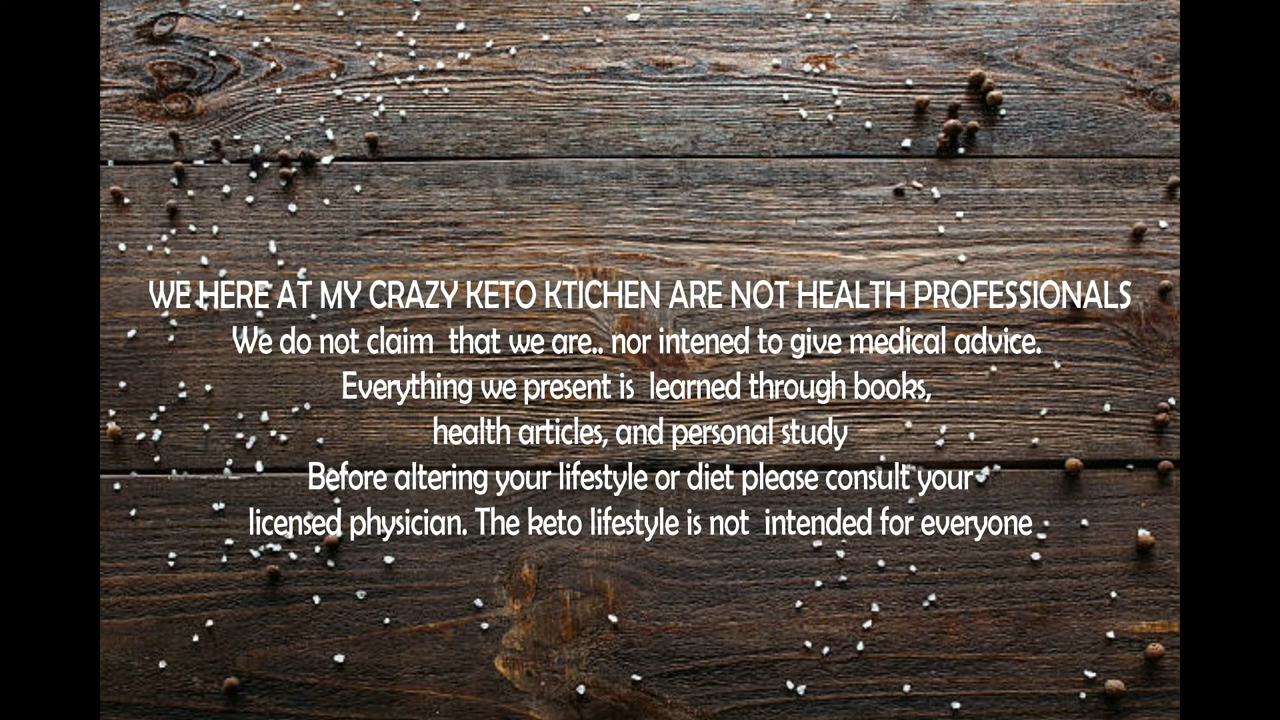 WE HERE AT MY CRAZY KETO KTICHEN ARE NOT HEALTH PROFESSIONALS
We do not claim  that we are.. nor intened to give medical advice.
Everything we present is  learned through books,
health articles, and personal study
Before altering your lifestyle or diet please consult your
licensed physician. The keto lifestyle is not  intended for everyone